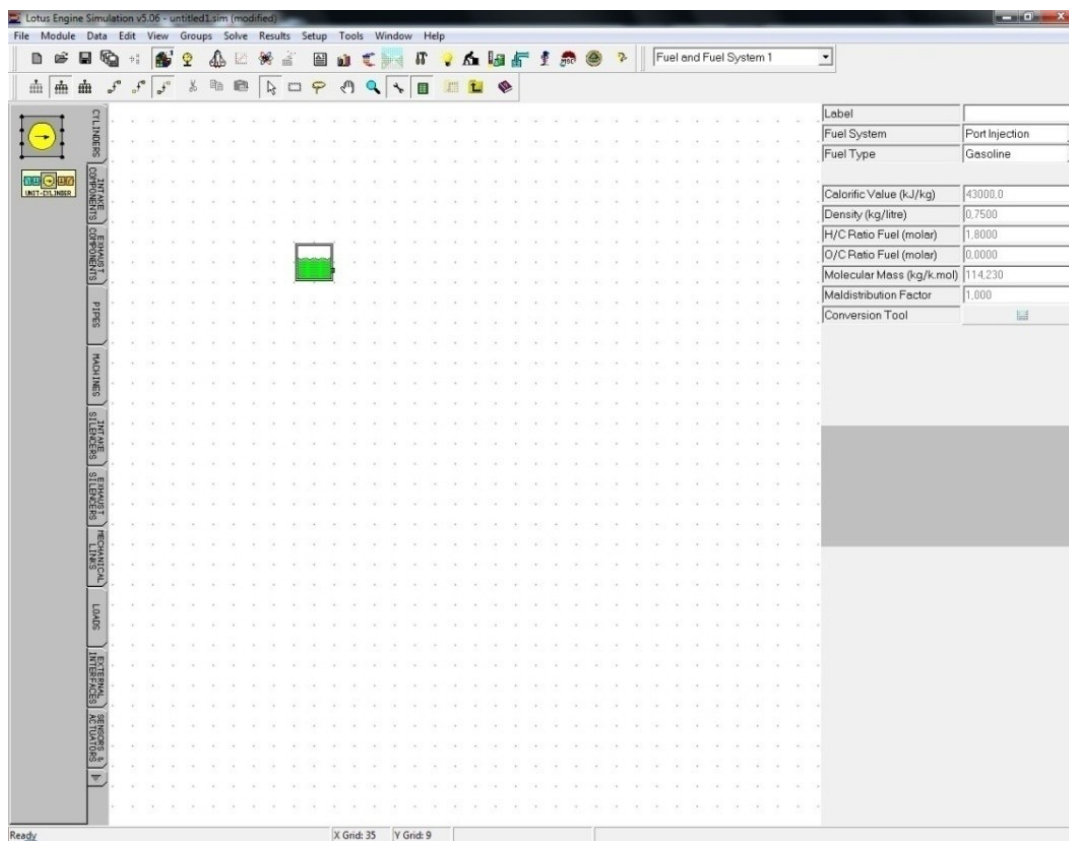 Lotus Engine Simulation v5.06 - untitled1.sim (modified)
File Module Data Edit View Groups Solve Results Setup Tools Window Help
Fuel and Fuel System 1
CYLINDERS
UNIT-CYLINDER
INTAKE COMPONENTS
EXHAUST COMPONENTS
PIPES
MACHINES
INTAKE SILENCERS
EXHAUST SILENCERS
MECHANICAL LINKS
LOADS
EXTERNAL INTERFACES
SENSORS & ACTUATORS
Label
Fuel System Port Injection
Fuel Type Gasoline
Calorific Value (kJ/kg) 43000,0
Density (kg/litre) 0,7500
H/C Ratio Fuel (molar) 1,8000
O/C Ratio Fuel (molar) 0,0000
Molecular Mass (kg/k.mol) 114,230
Maldistribution Factor 1,000
Conversion Tool
Ready X Grid: 35 Y Grid: 9